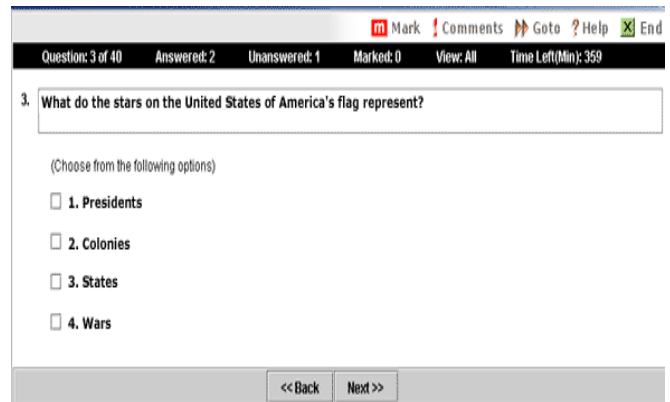 m Mark ! Comments Goto ? Help X End
Question: 3 of 40 Answered: 2 Unanswered: 1 Marked: 0 View: All Time Left(Min): 359
3. What do the stars on the United States of America's flag represent?
(Choose from the following options)
1. Presidents
2. Colonies
3. States
4. Wars
<< Back Next >>